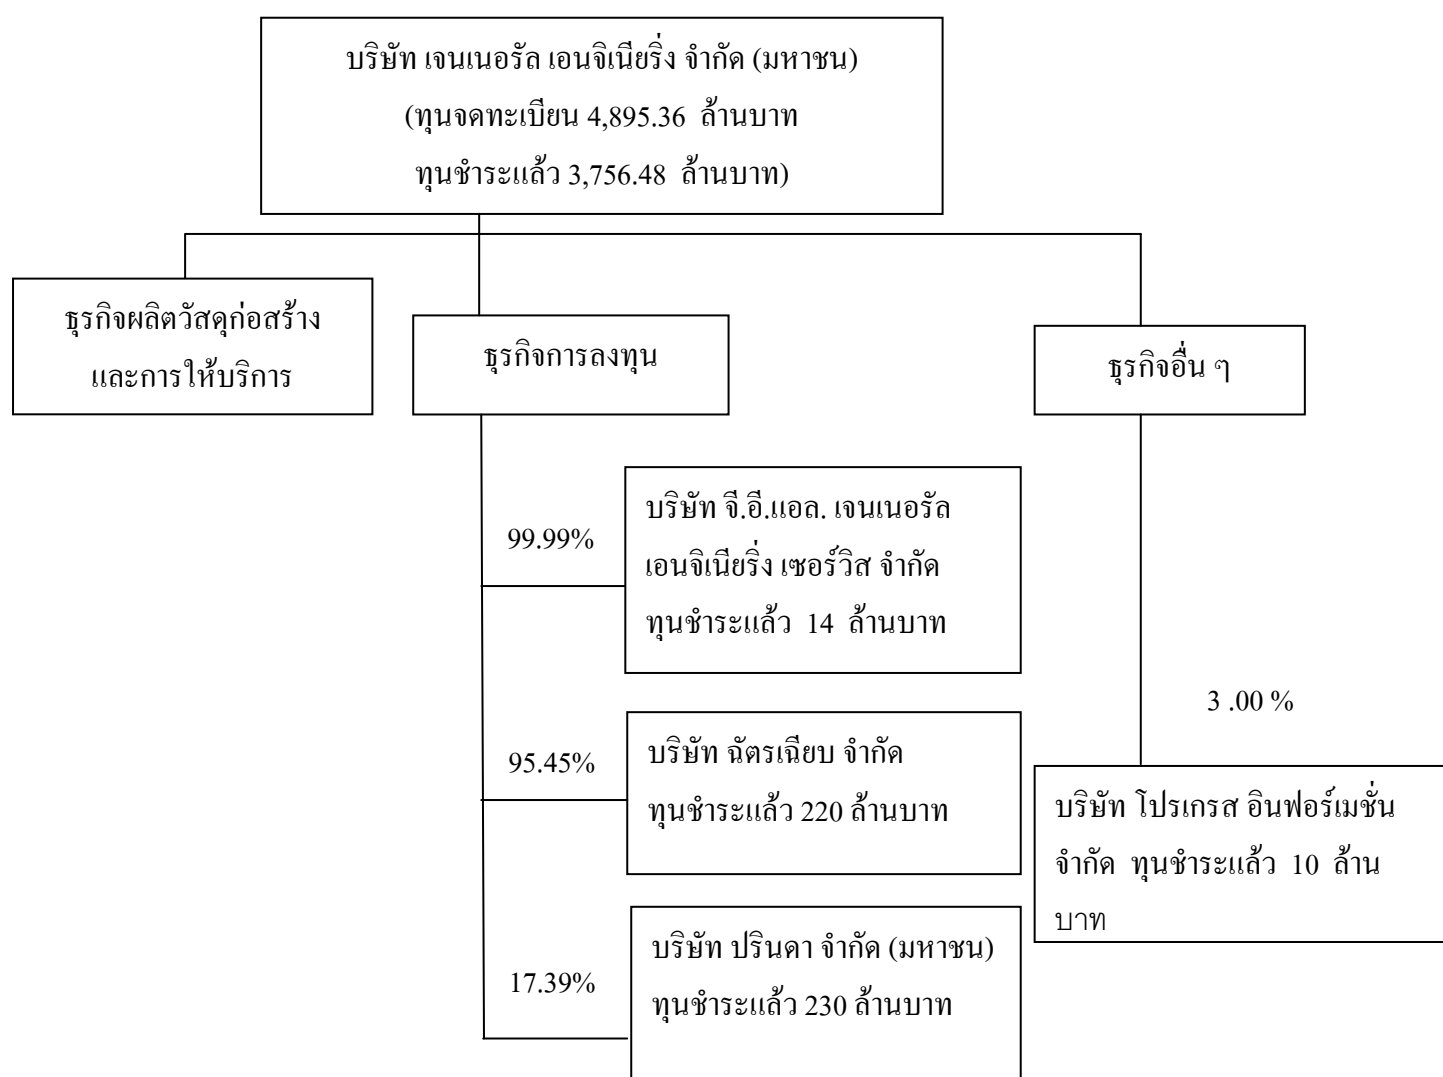 บริษัท เจนเนอรัล เอนจิเนียริ่ง จำกัด (มหาชน)
(ทุนจดทะเบียน 4,895.36 ล้านบาท
ทุนชำระแล้ว 3,756.48 ล้านบาท)
ธุรกิจผลิตวัสดุก่อสร้าง
และการให้บริการ
ธุรกิจการลงทุน
ธุรกิจอื่น ๆ
99.99%
บริษัท จี.อี.แอล. เจนเนอรัล
เอนจิเนียริ่ง เซอร์วิส จำกัด
ทุนชำระแล้ว 14 ล้านบาท
95.45%
บริษัท ฉัตรเฉียบ จำกัด
ทุนชำระแล้ว 220 ล้านบาท
17.39%
บริษัท ปรินดา จำกัด (มหาชน)
ทุนชำระแล้ว 230 ล้านบาท
3 .00 %
บริษัท โปรเกรส อินฟอร์เมชั่น
จำกัด ทุนชำระแล้ว 10 ล้าน
บาท